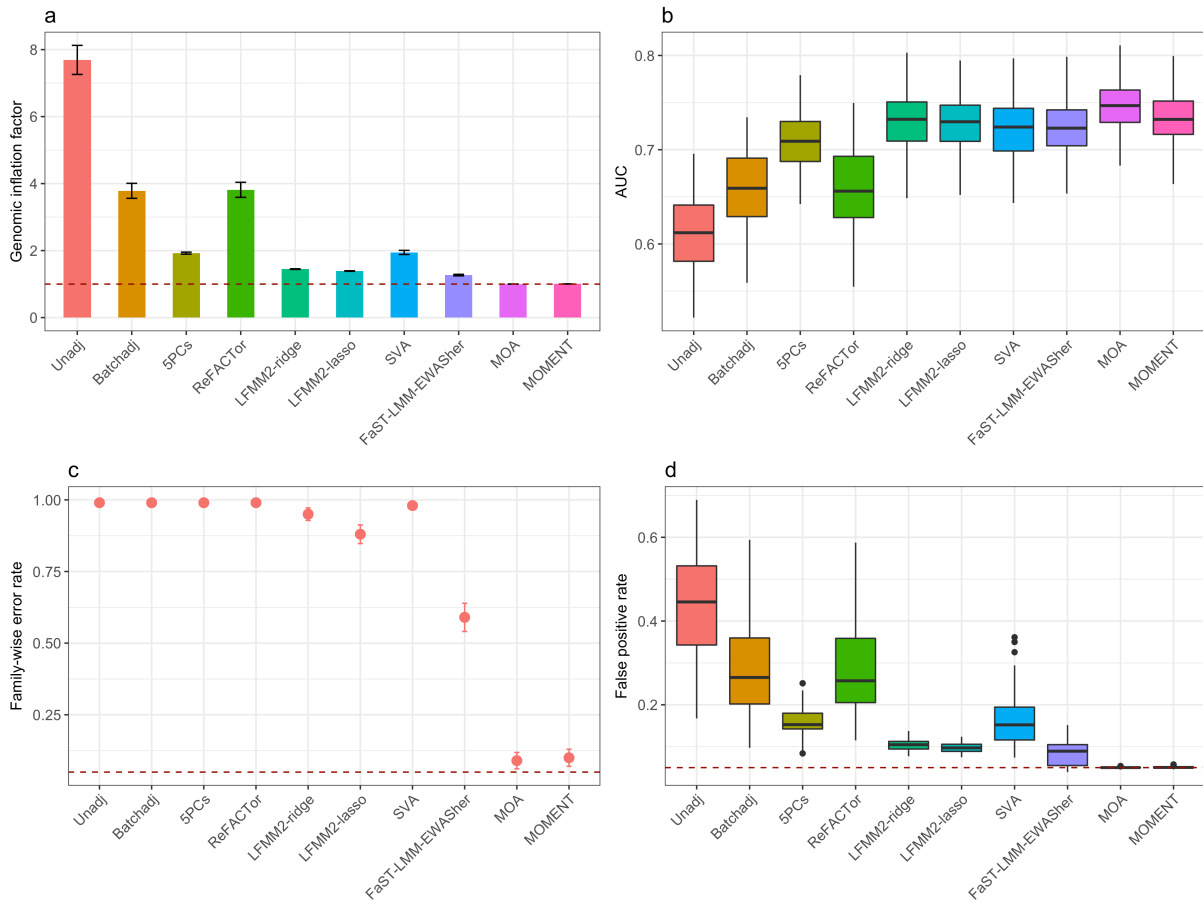 a
Genomic inflation factor
8
6
4
2
0
Unadj
Batchadj
5PCs
ReFACTor
LFMM2-ridge
LFMM2-lasso
SVA
FaST-LMM-EWASher
MOA
MOMENT
b
AUC
0.8
0.7
0.6
Unadj
Batchadj
5PCs
ReFACTor
LFMM2-ridge
LFMM2-lasso
SVA
FaST-LMM-EWASher
MOA
MOMENT
c
Family-wise error rate
1.00
0.75
0.50
0.25
Unadj
Batchadj
5PCs
ReFACTor
LFMM2-ridge
LFMM2-lasso
SVA
FaST-LMM-EWASher
MOA
MOMENT
d
False positive rate
0.6
0.4
0.2
Unadj
Batchadj
5PCs
ReFACTor
LFMM2-ridge
LFMM2-lasso
SVA
FaST-LMM-EWASher
MOA
MOMENT